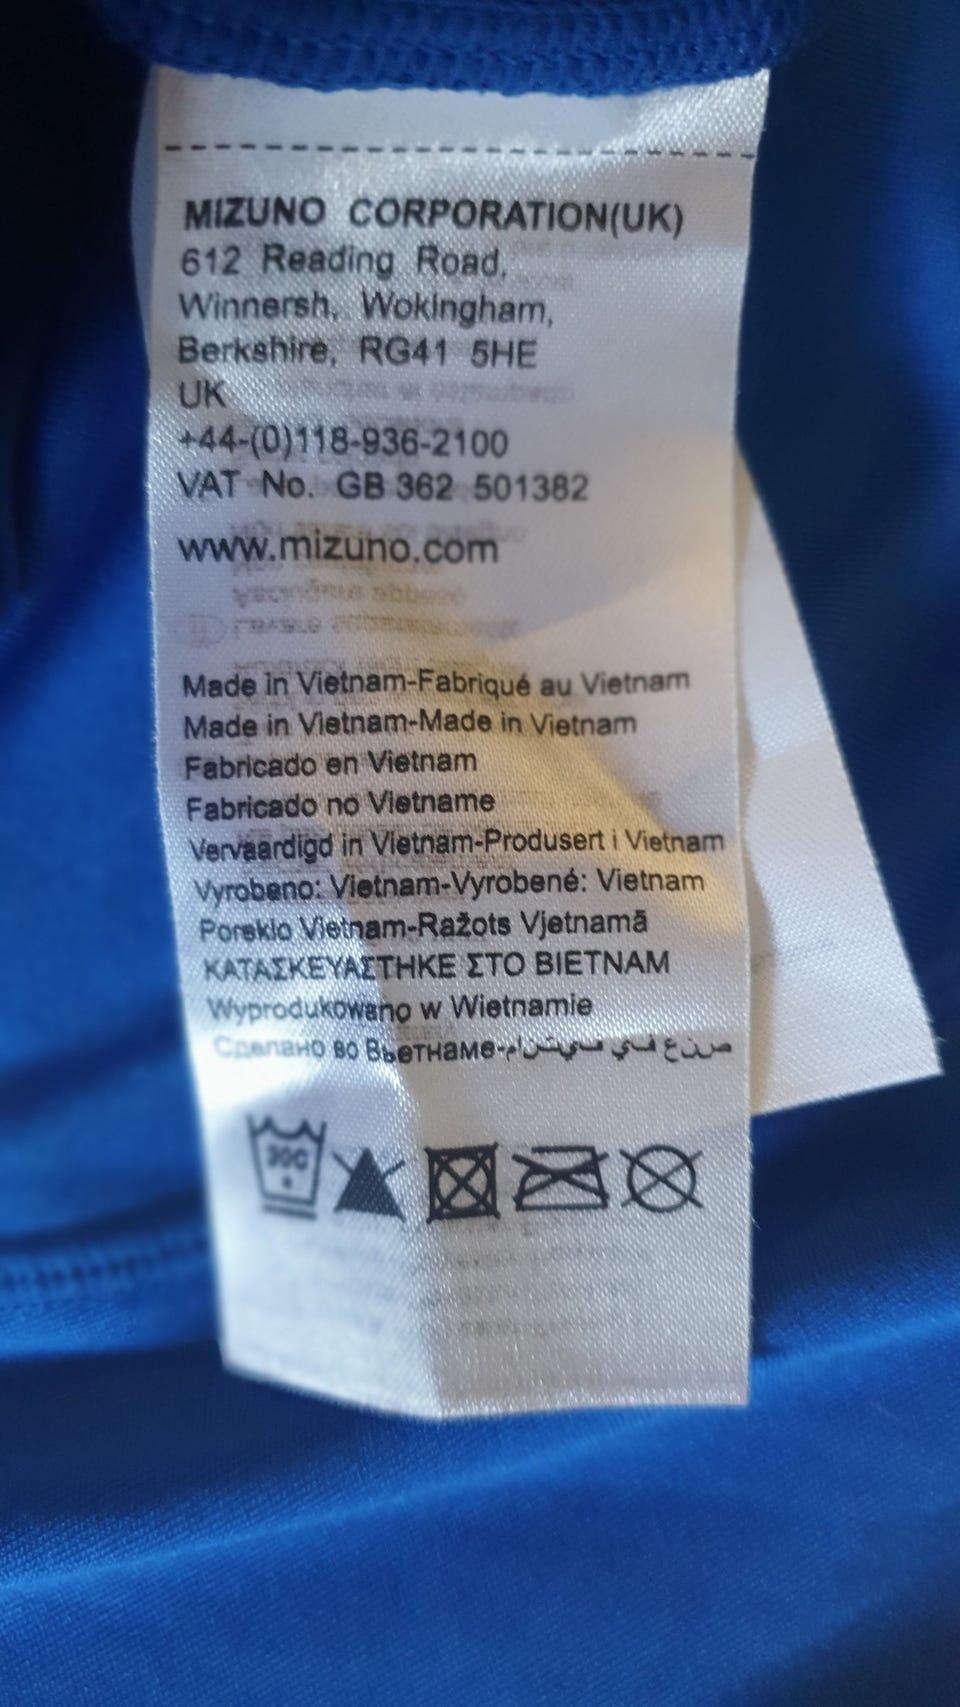 MIZUNO CORPORATION(UK)
612 Reading Road,
Winnersh, Wokingham,
Berkshire, RG41 5HE
UK
+44-(0)118-936-2100
VAT No. GB 362 501382
www.mizuno.com
Made in Vietnam-Fabriqué au Vietnam
Made in Vietnam-Made in Vietnam
Fabricado en Vietnam
Fabricado no Vietname
Vervaardigd in Vietnam-Produsert i Vietnam
Vyrobeno: Vietnam-Vyrobené: Vietnam
Poreklo Vietnam-Ražots Vjetnamā
ΚΑΤΑΣΚΕΥΑΣΤΗΚΕ ΣΤΟ ΒΙΕΤΝΑΜ
Wyprodukowano w Wietnamie
Сделано во Вьетнаме-صنع في فيتنام
30C